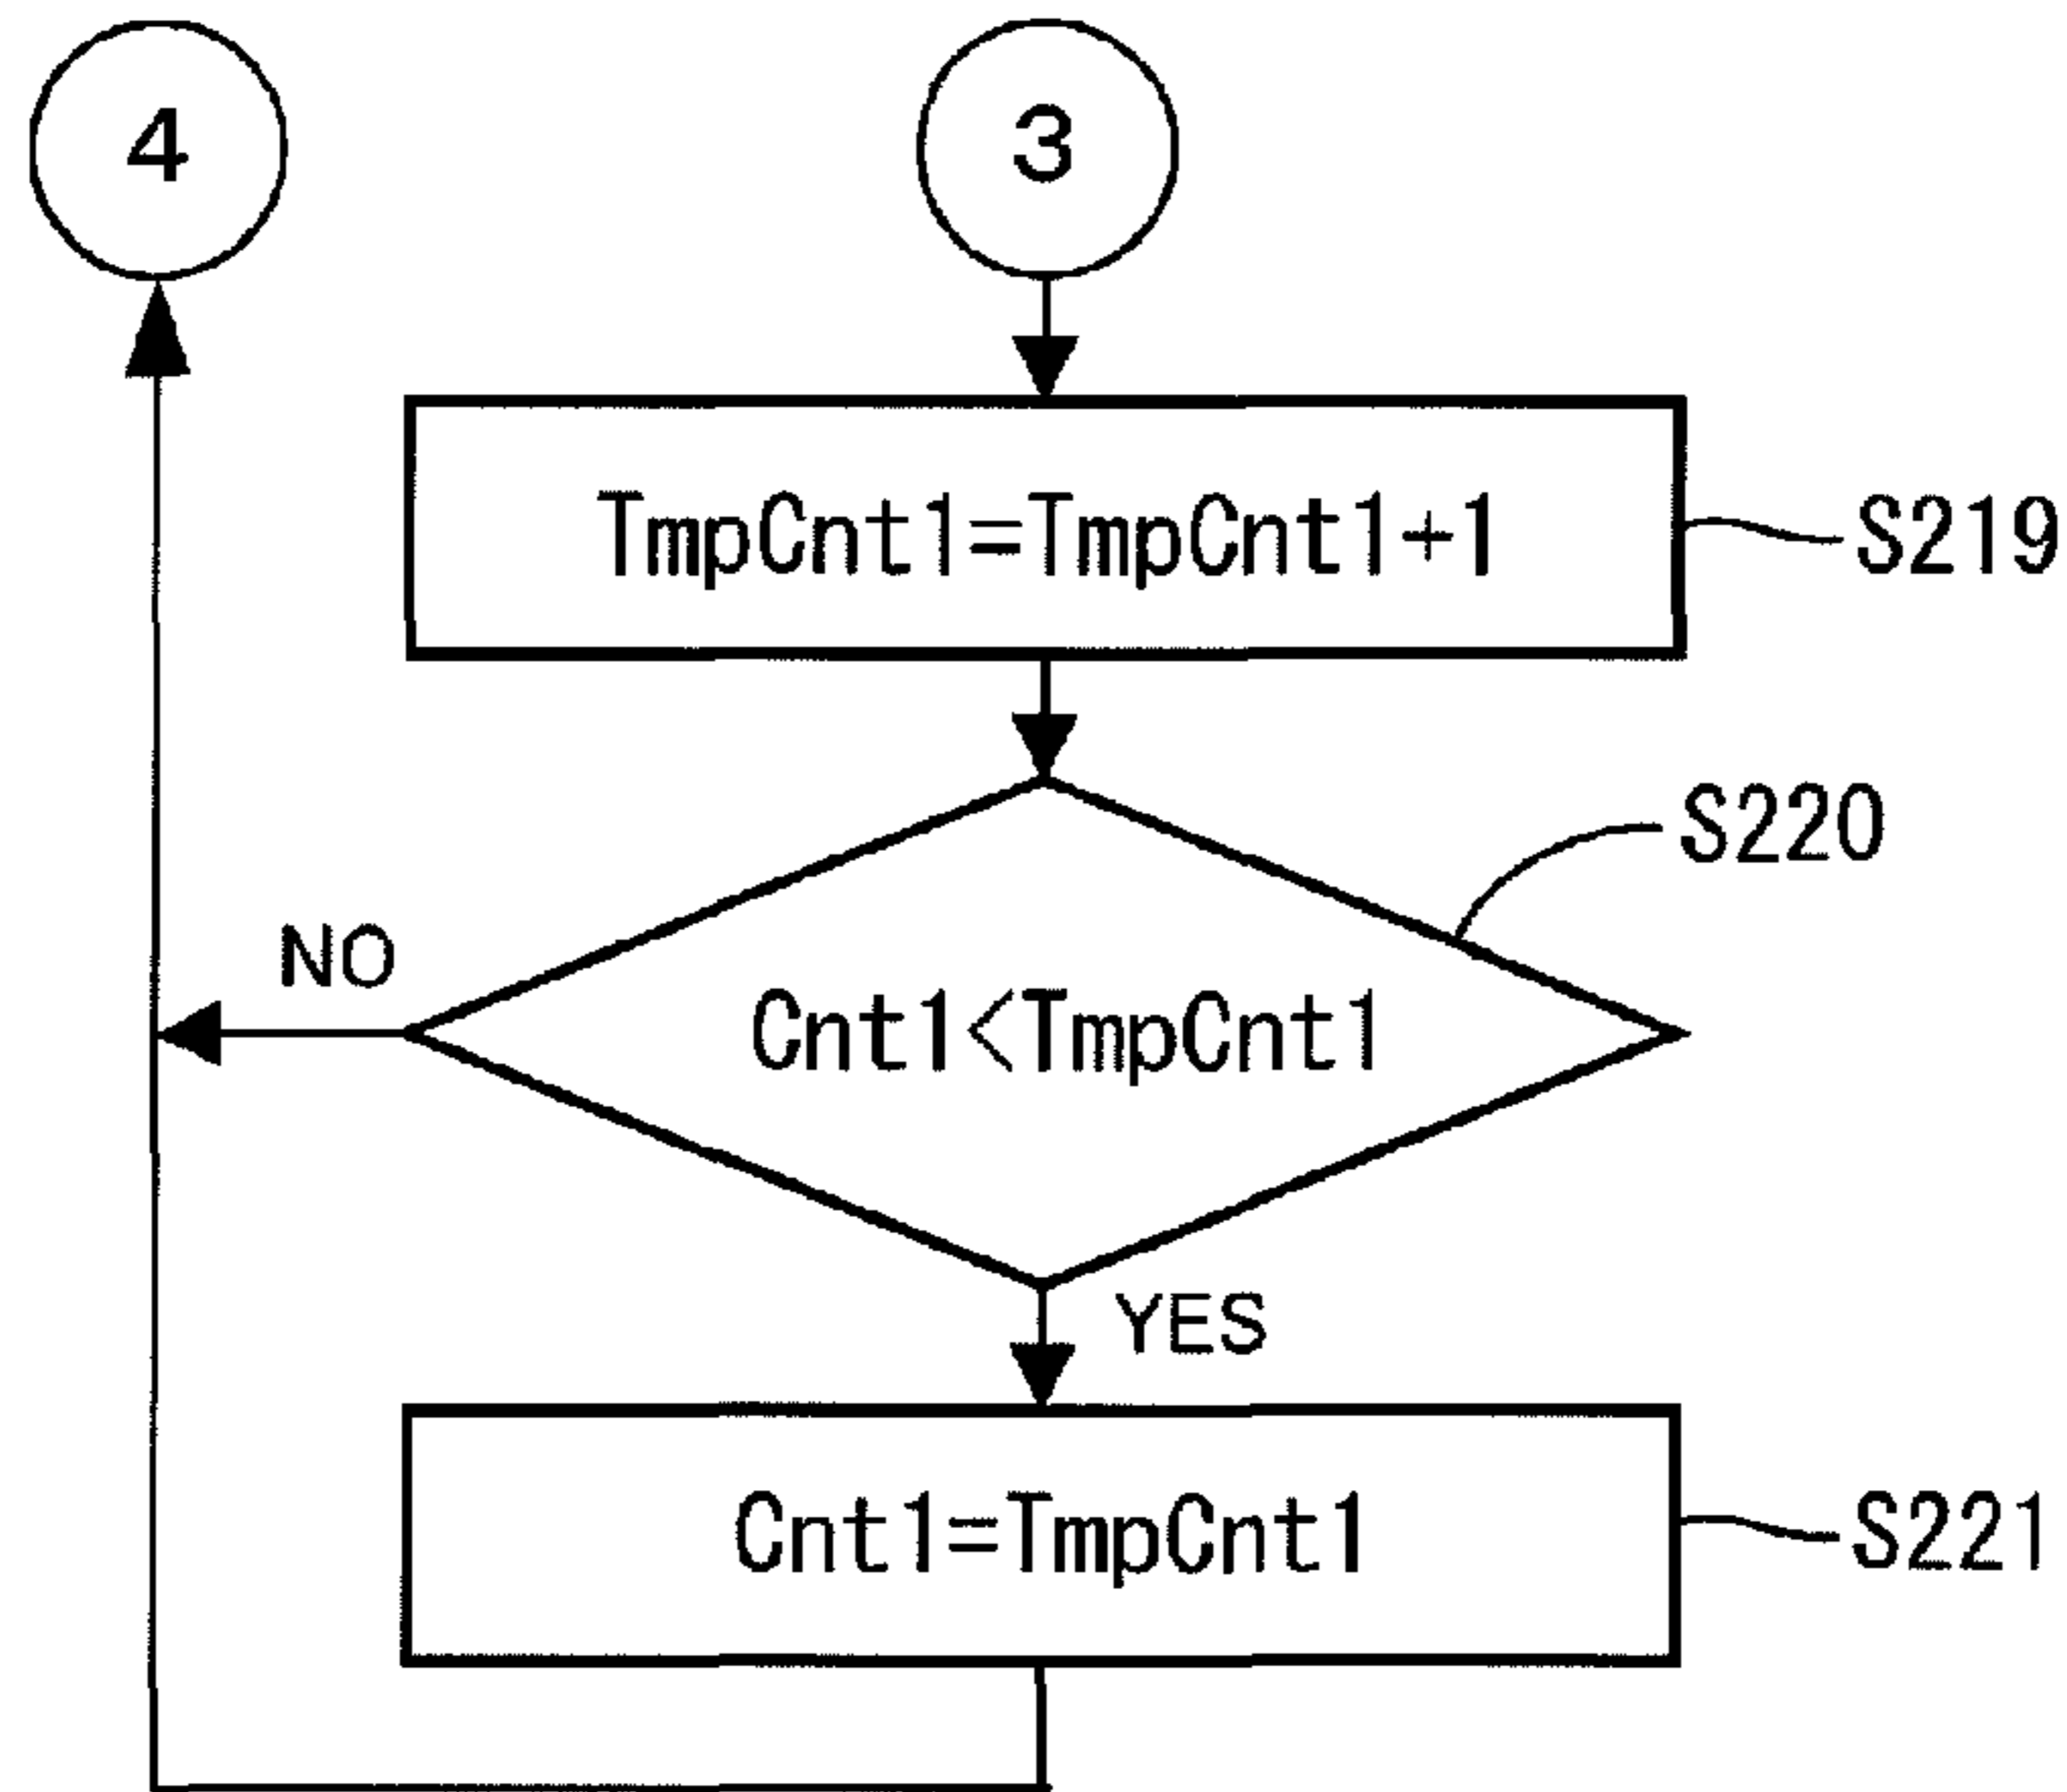 4
3
TmpCnt1=TmpCnt1+1
S219
S220
NO
Cnt1<TmpCnt1
YES
Cnt1=TmpCnt1
S221